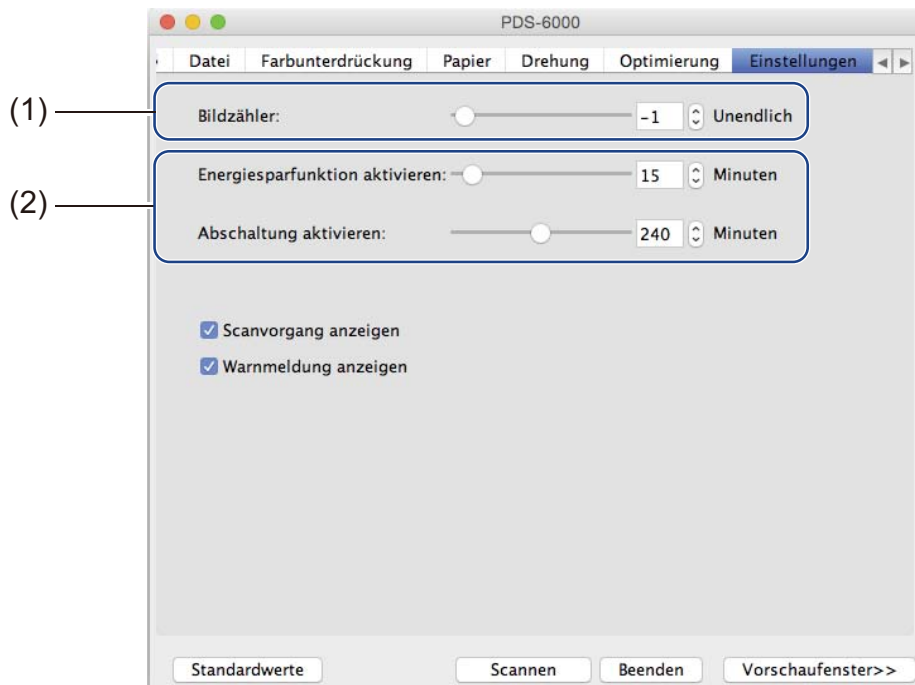 PDS-6000
Datei Farbunterdrückung Papier Drehung Optimierung Einstellungen
(1) Bildzähler: -1 Unendlich
(2) Energiesparfunktion aktivieren: 15 Minuten
Abschaltung aktivieren: 240 Minuten
Scanvorgang anzeigen
Warnmeldung anzeigen
Standardwerte Scannen Beenden Vorschaufenster>>